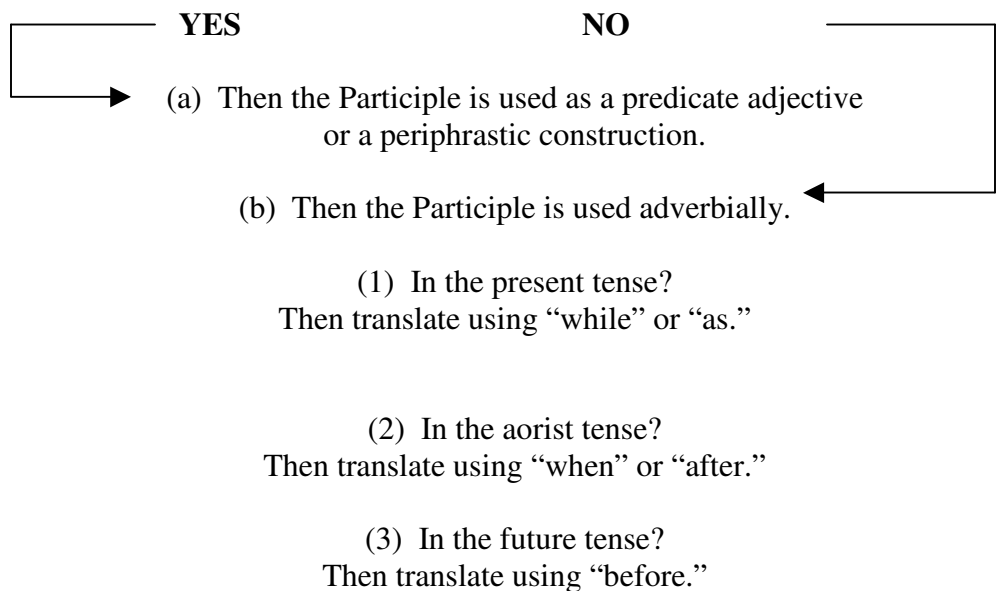 YES NO
(a) Then the Participle is used as a predicate adjective
or a periphrastic construction.
(b) Then the Participle is used adverbially.
(1) In the present tense?
Then translate using “while” or “as.”
(2) In the aorist tense?
Then translate using “when” or “after.”
(3) In the future tense?
Then translate using “before.”